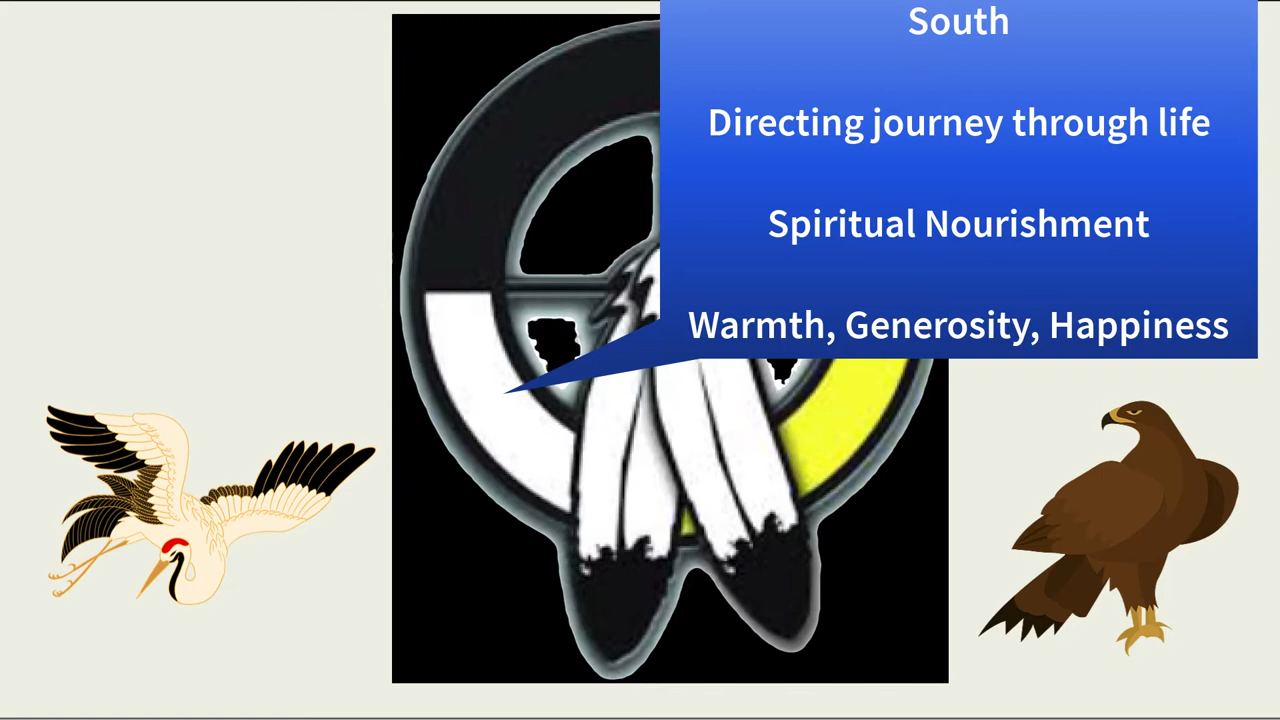 South
Directing journey through life
Spiritual Nourishment
Warmth, Generosity, Happiness